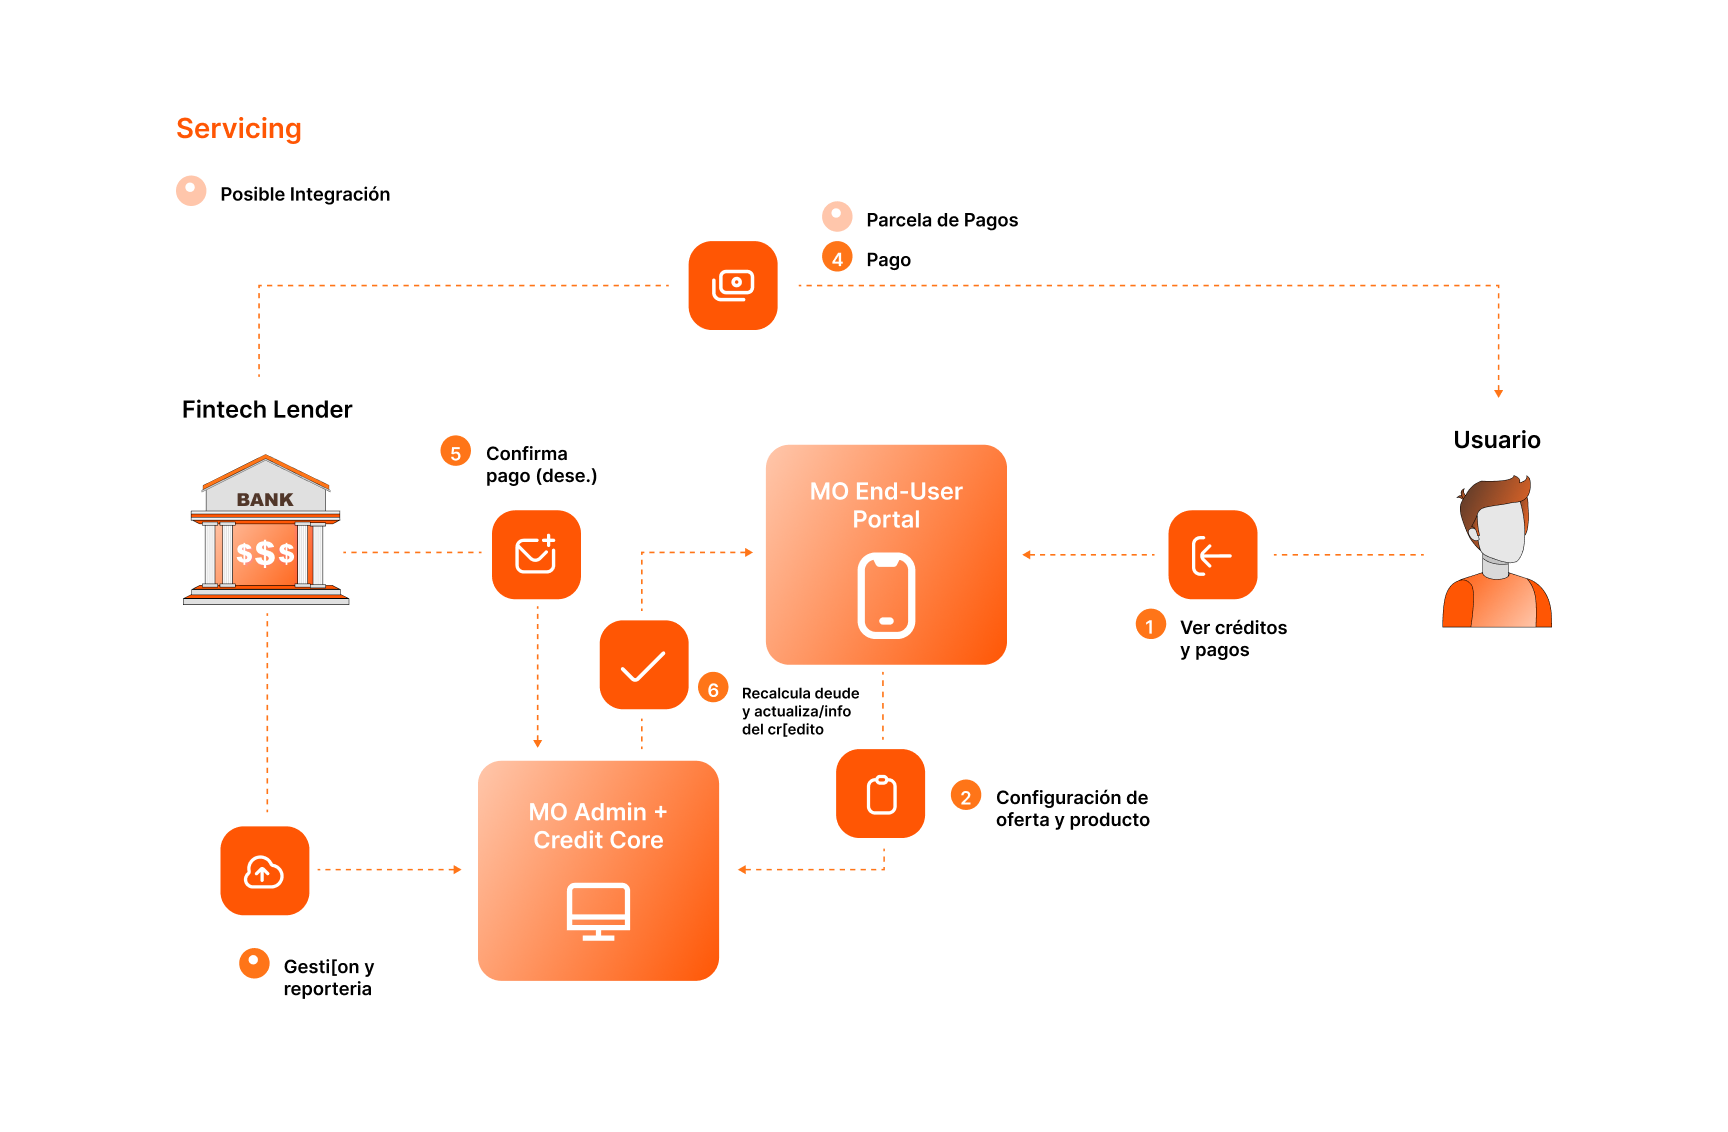 Servicing
Posible Integración
Parcela de Pagos
4 Pago
Fintech Lender
BANK
$$$
5 Confirma
pago (dese.)
MO End-User
Portal
Usuario
1 Ver créditos
y pagos
6 Recalcula deude
y actualiza/info
del cr[edito
MO Admin +
Credit Core
2 Configuración de
oferta y producto
Gesti[on y
reporteria